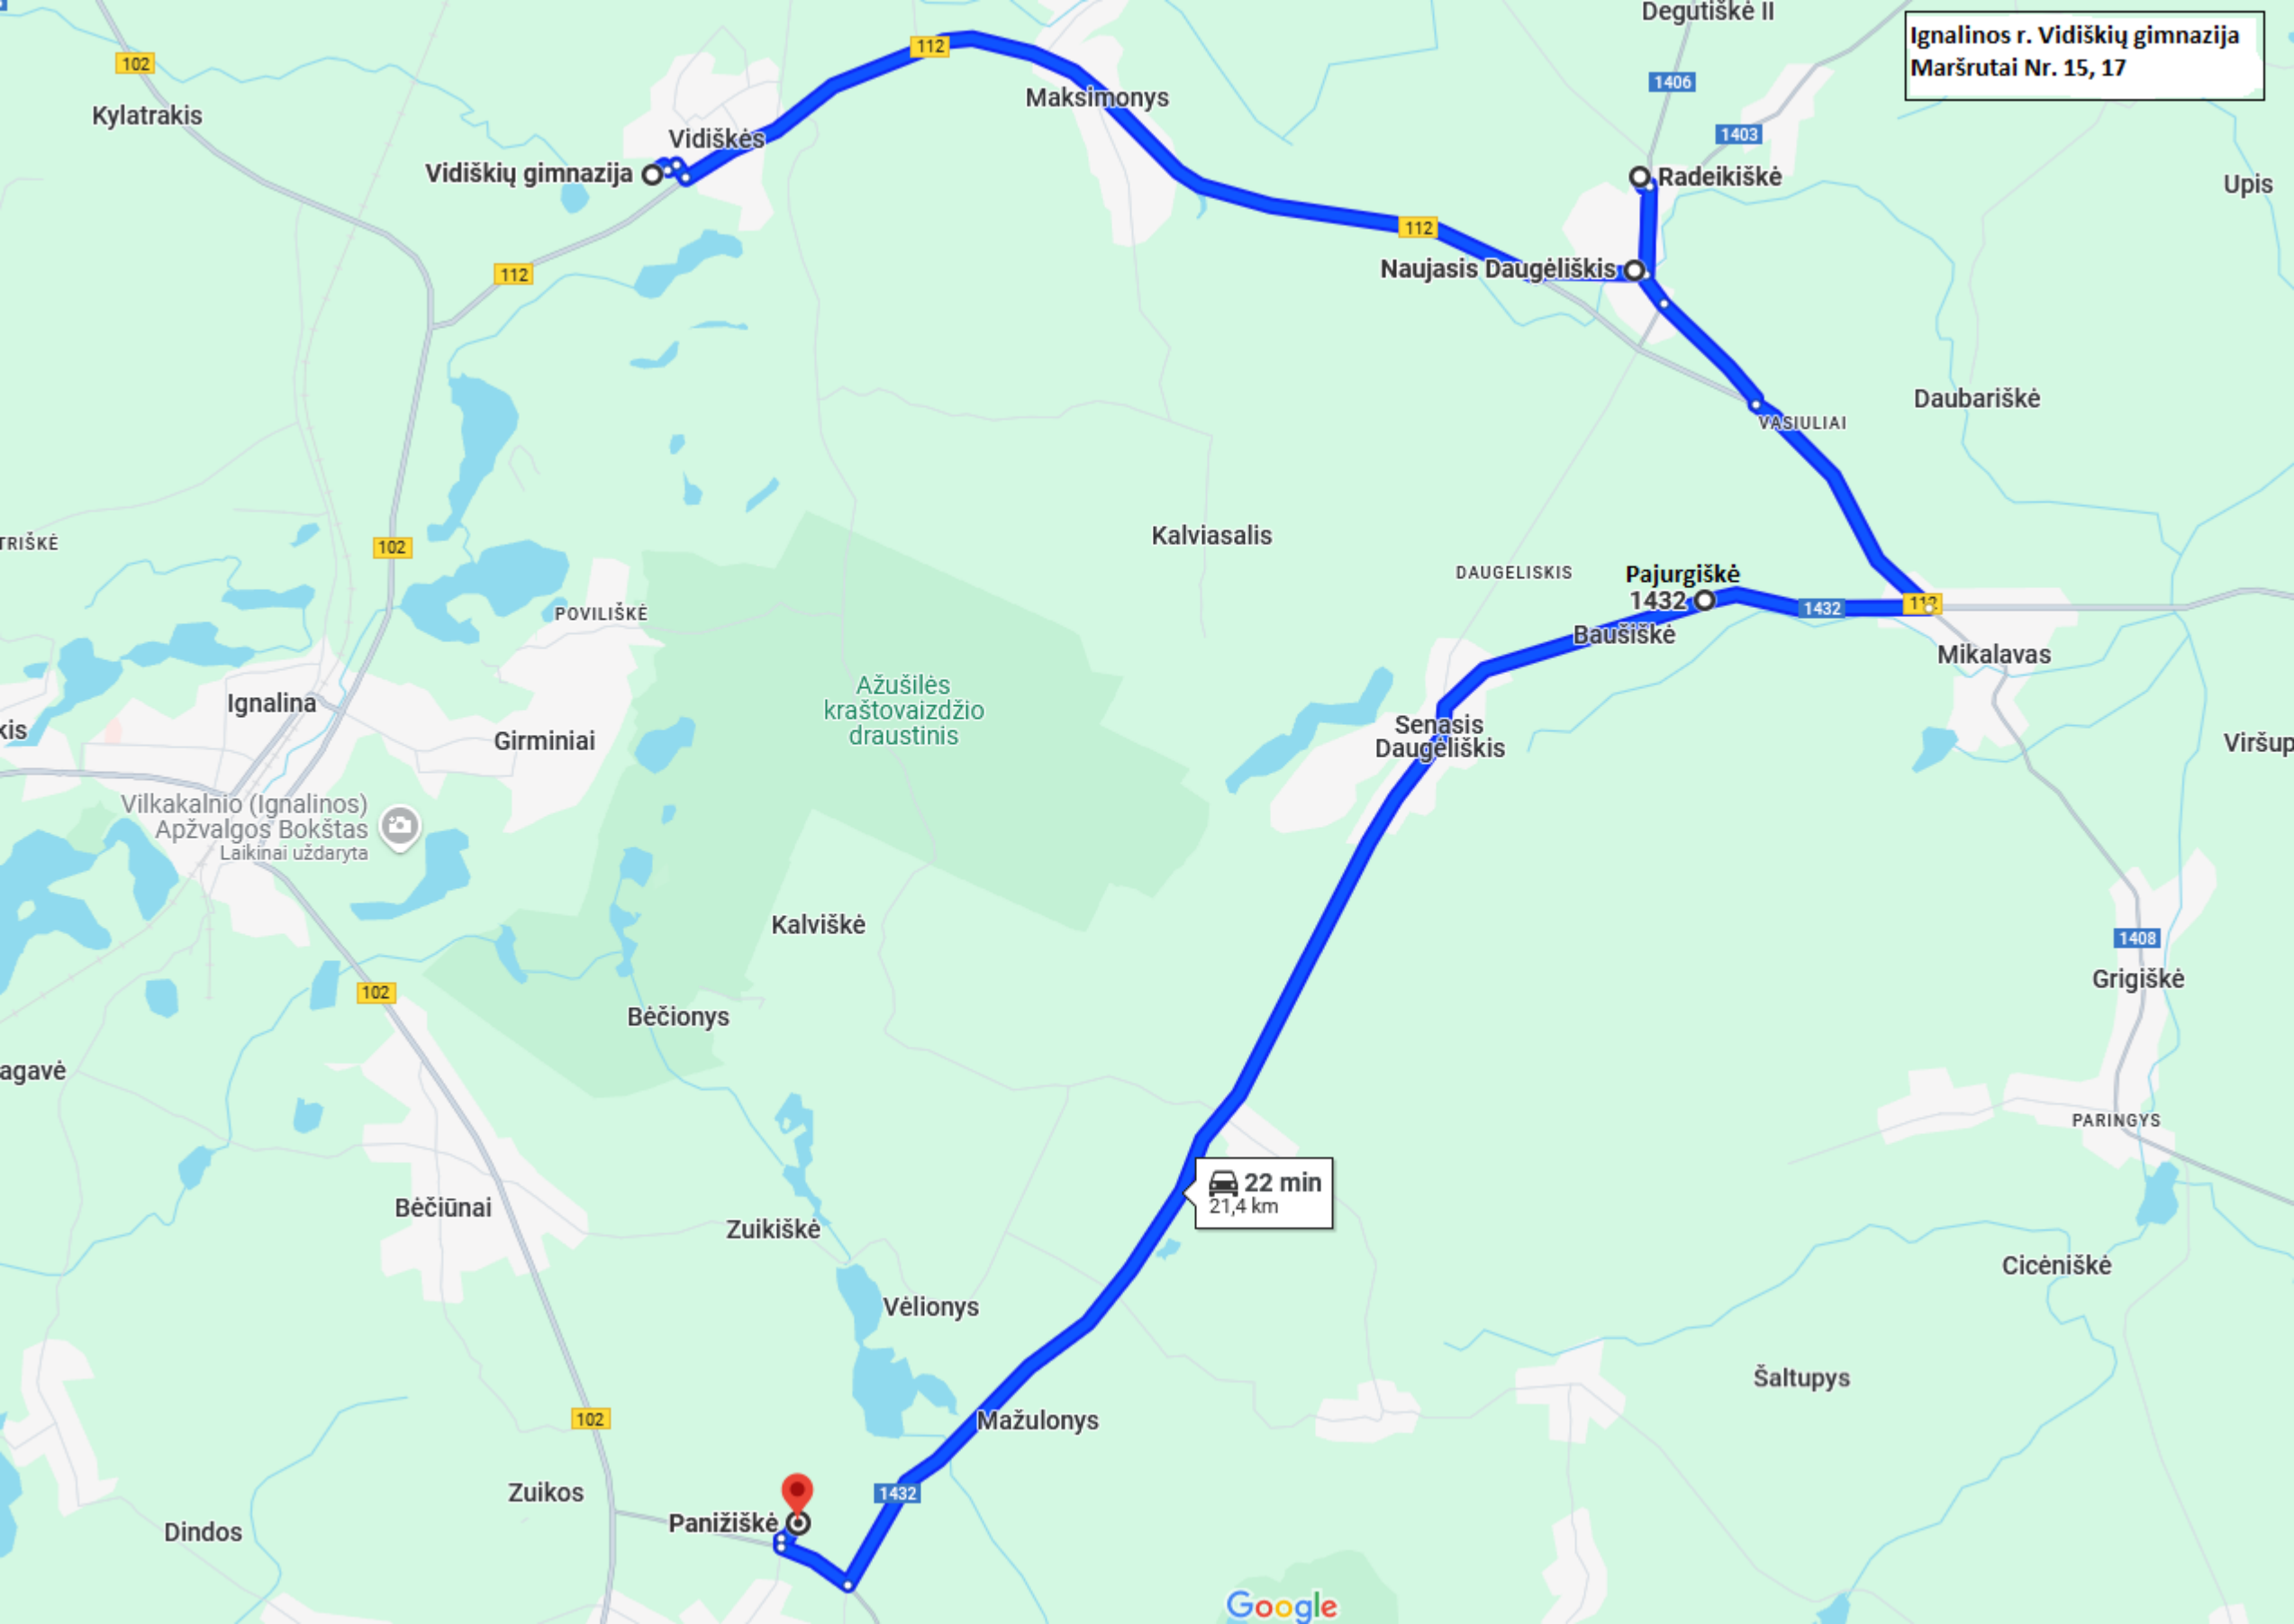 Degutiškė II
Ignalinos r. Vidiškių gimnazija
Maršrutai Nr. 15, 17
112
102
1406
Maksimonys
Kylatrakis
1403
Vidiškės
Vidiškių gimnazija
Radeikiškė
Upis
112
Naujasis Daugėliškis
112
Daubariškė
VASIULIAI
Kalviasalis
TRIŠKĖ
102
DAUGELISKIS
Pajurgiškė
1432
1432
112
POVILIŠKĖ
Baušiškė
Mikalavas
Ažušilės
kraštovaizdžio
draustinis
Ignalina
kis
Girminiai
Senasis
Daugėliškis
Viršup
Vilkakalnio (Ignalinos)
Apžvalgos Bokštas
Laikinai uždaryta
Kalviškė
1408
Grigiškė
102
Bėčionys
agavė
PARINGYS
22 min
21,4 km
Bėčiūnai
Zuikiškė
Cicėniškė
Vėlionys
Šaltupys
102
Mažulonys
Zuikos
1432
Panižiškė
Dindos
Google